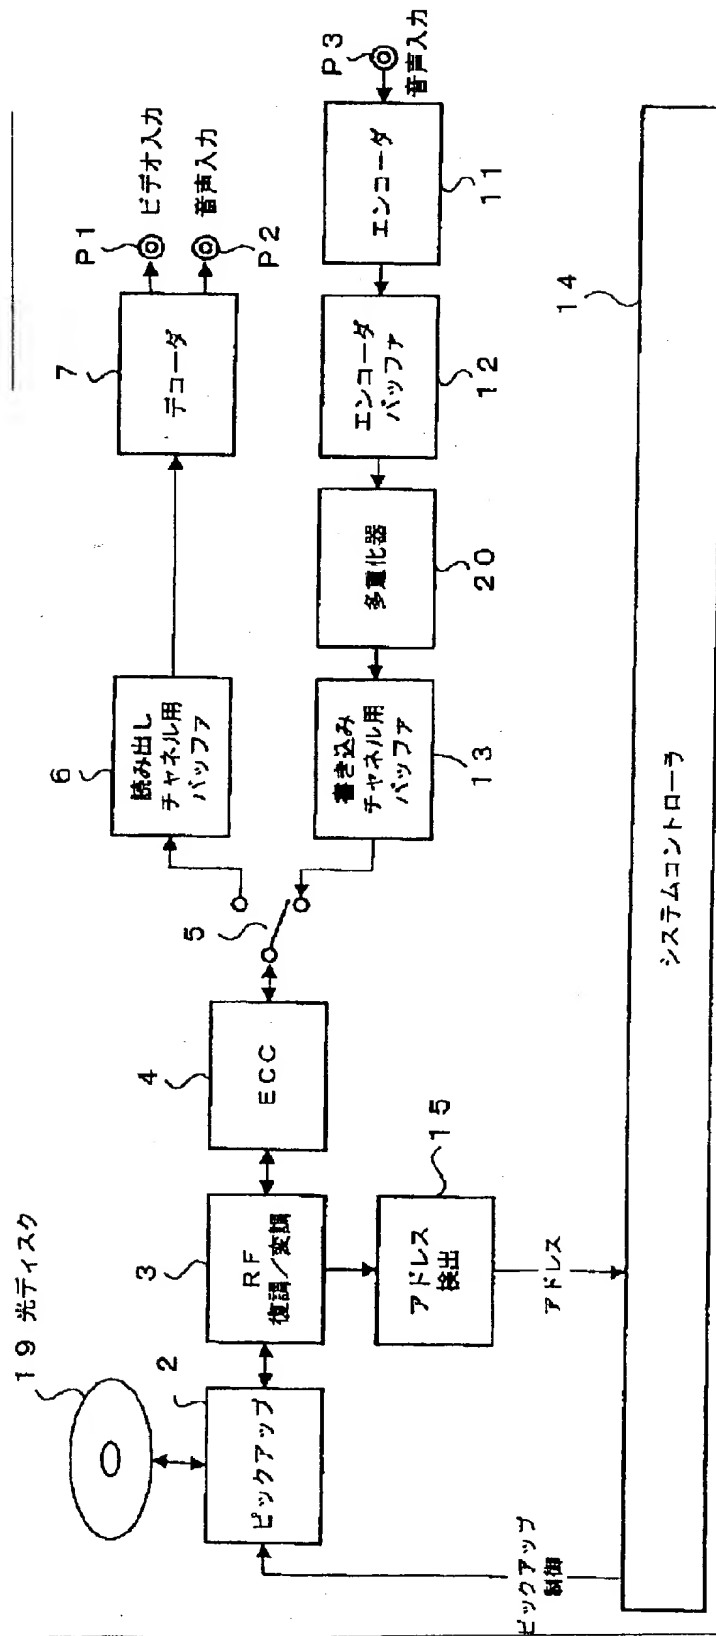 19 光ディスク
2
ピックアップ
3
RF
復調／変調
4
ECC
5
6
読み出し
チャネル用
バッファ
7
デコーダ
P1
ビデオ入力
音声入力
P2
P3
音声入力
エンコーダ
11
エンコーダ
バッファ
12
多重化器
20
書き込み
チャネル用
バッファ
13
アドレス
検出
15
アドレス
ピックアップ
制御
システムコントローラ
14